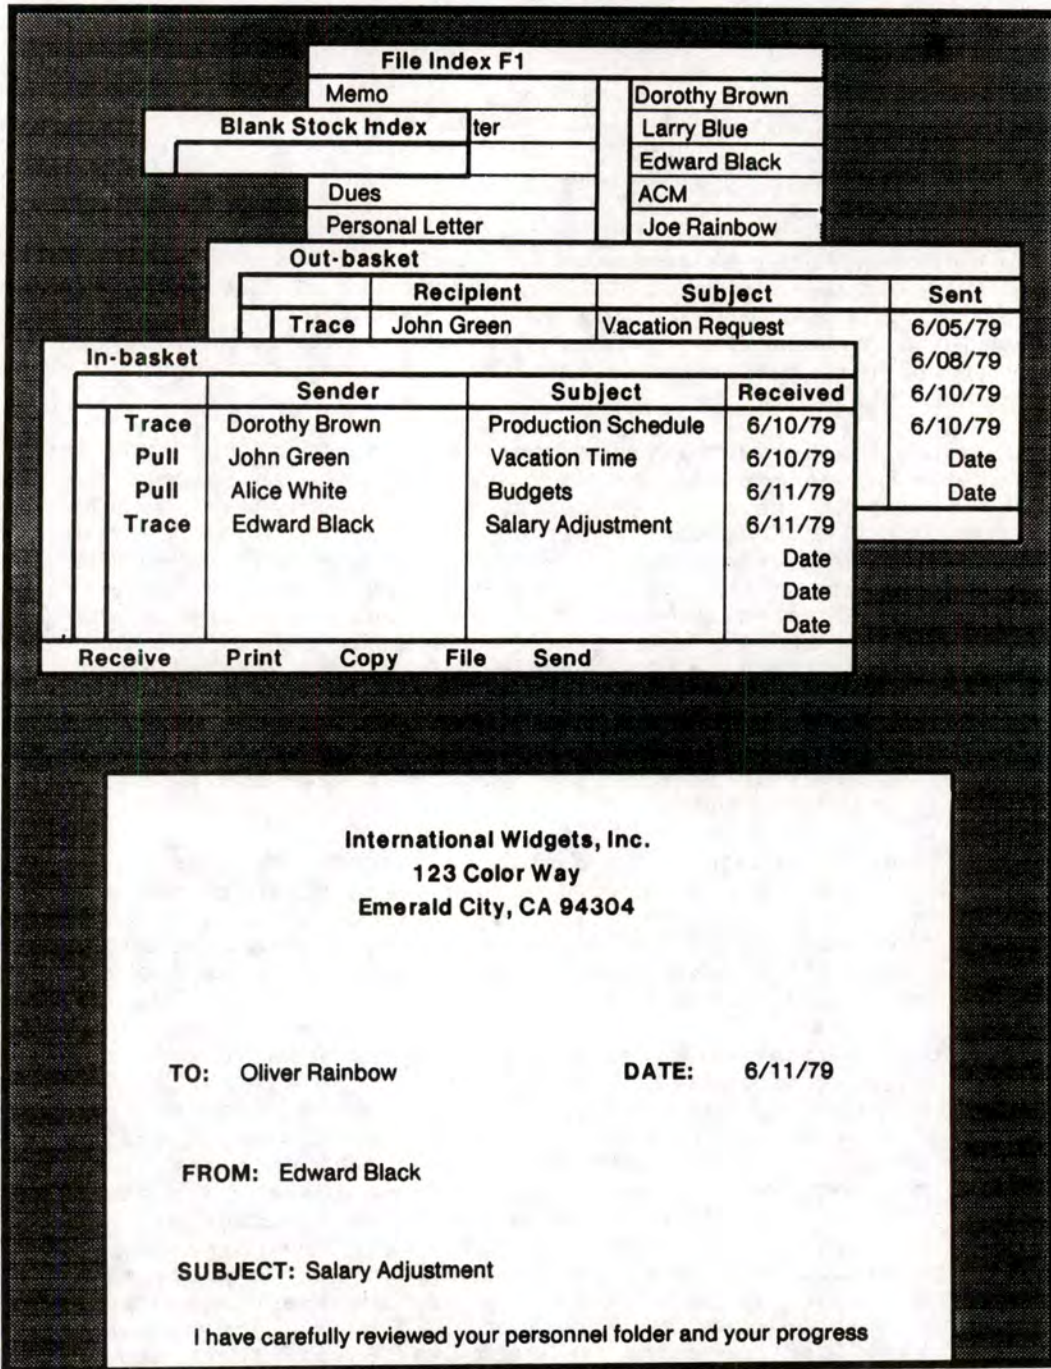 File Index F1
Memo Dorothy Brown
Blank Stock Index ter Larry Blue
Edward Black
Dues ACM
Personal Letter Joe Rainbow
Out-basket
Recipient Subject Sent
Trace John Green Vacation Request 6/05/79
6/08/79
6/10/79
6/10/79
Date
Date
In-basket
Sender Subject Received
Trace Dorothy Brown Production Schedule 6/10/79
Pull John Green Vacation Time 6/10/79
Pull Alice White Budgets 6/11/79
Trace Edward Black Salary Adjustment 6/11/79
Date
Date
Date
Receive Print Copy File Send
International Widgets, Inc.
123 Color Way
Emerald City, CA 94304
TO: Oliver Rainbow DATE: 6/11/79
FROM: Edward Black
SUBJECT: Salary Adjustment
I have carefully reviewed your personnel folder and your progress